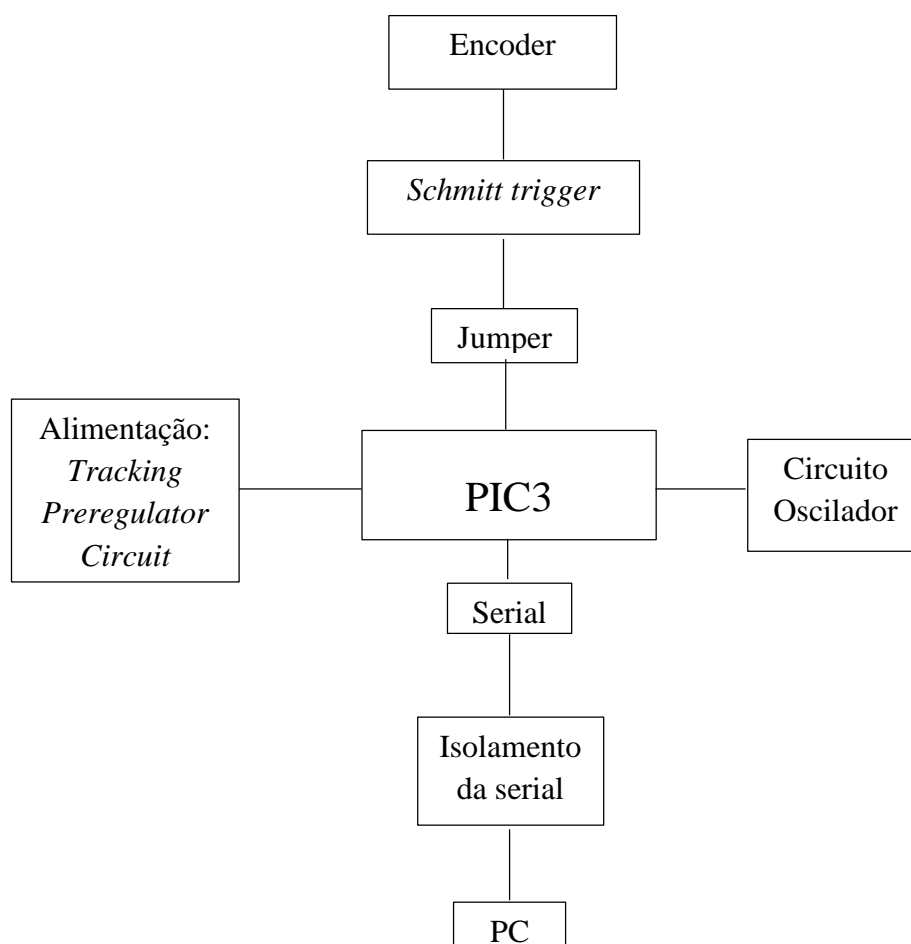 Encoder
Schmitt trigger
Jumper
Alimentação:
Tracking
Preregulator
Circuit
PIC3
Circuito
Oscilador
Serial
Isolamento
da serial
PC